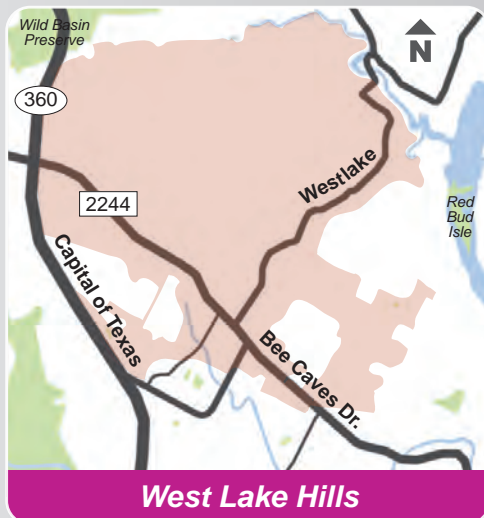 Wild Basin
Preserve
N
360
Westlake
2244
Red
Bud
Isle
Capital of Texas
Bee Caves Dr.
West Lake Hills